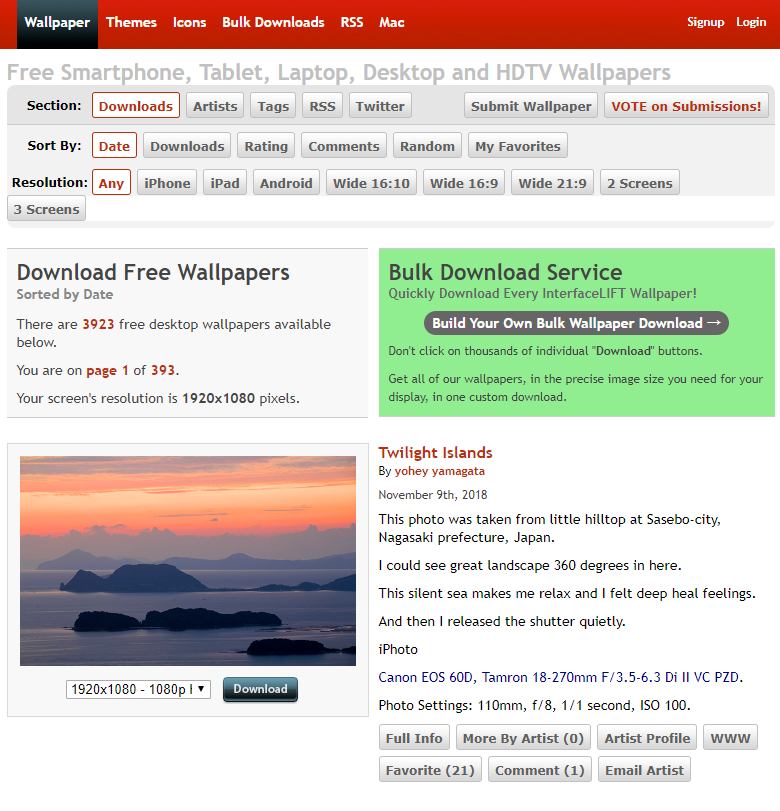 Wallpaper Themes Icons Bulk Downloads RSS Mac Signup Login
Free Smartphone, Tablet, Laptop, Desktop and HDTV Wallpapers
Section: Downloads Artists Tags RSS Twitter Submit Wallpaper VOTE on Submissions!
Sort By: Date Downloads Rating Comments Random My Favorites
Resolution: Any iPhone iPad Android Wide 16:10 Wide 16:9 Wide 21:9 2 Screens
3 Screens
Download Free Wallpapers
Sorted by Date
There are 3923 free desktop wallpapers available
below.
You are on page 1 of 393.
Your screen's resolution is 1920x1080 pixels.
Bulk Download Service
Quickly Download Every InterfaceLIFT Wallpaper!
Build Your Own Bulk Wallpaper Download →
Don't click on thousands of individual "Download" buttons.
Get all of our wallpapers, in the precise image size you need for your
display, in one custom download.
1920x1080 - 1080p Download
Twilight Islands
By yohey yamagata
November 9th, 2018
This photo was taken from little hilltop at Sasebo-city,
Nagasaki prefecture, Japan.
I could see great landscape 360 degrees in here.
This silent sea makes me relax and I felt deep heal feelings.
And then I released the shutter quietly.
iPhoto
Canon EOS 60D, Tamron 18-270mm F/3.5-6.3 Di II VC PZD.
Photo Settings: 110mm, f/8, 1/1 second, ISO 100.
Full Info More By Artist (0) Artist Profile WWW
Favorite (21) Comment (1) Email Artist